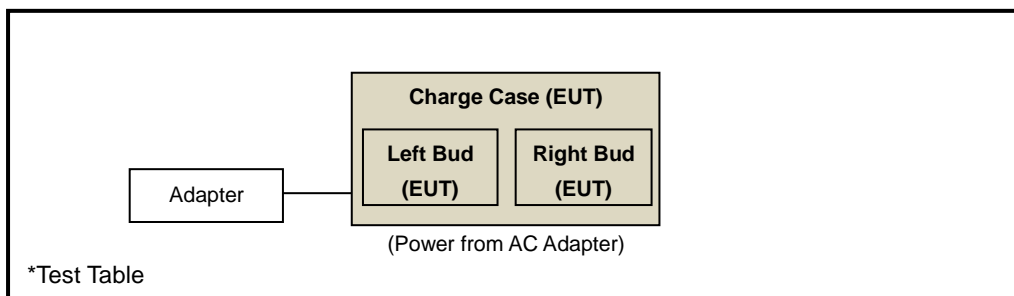 Charge Case (EUT)
Left Bud
(EUT)
Right Bud
(EUT)
Adapter
(Power from AC Adapter)
*Test Table